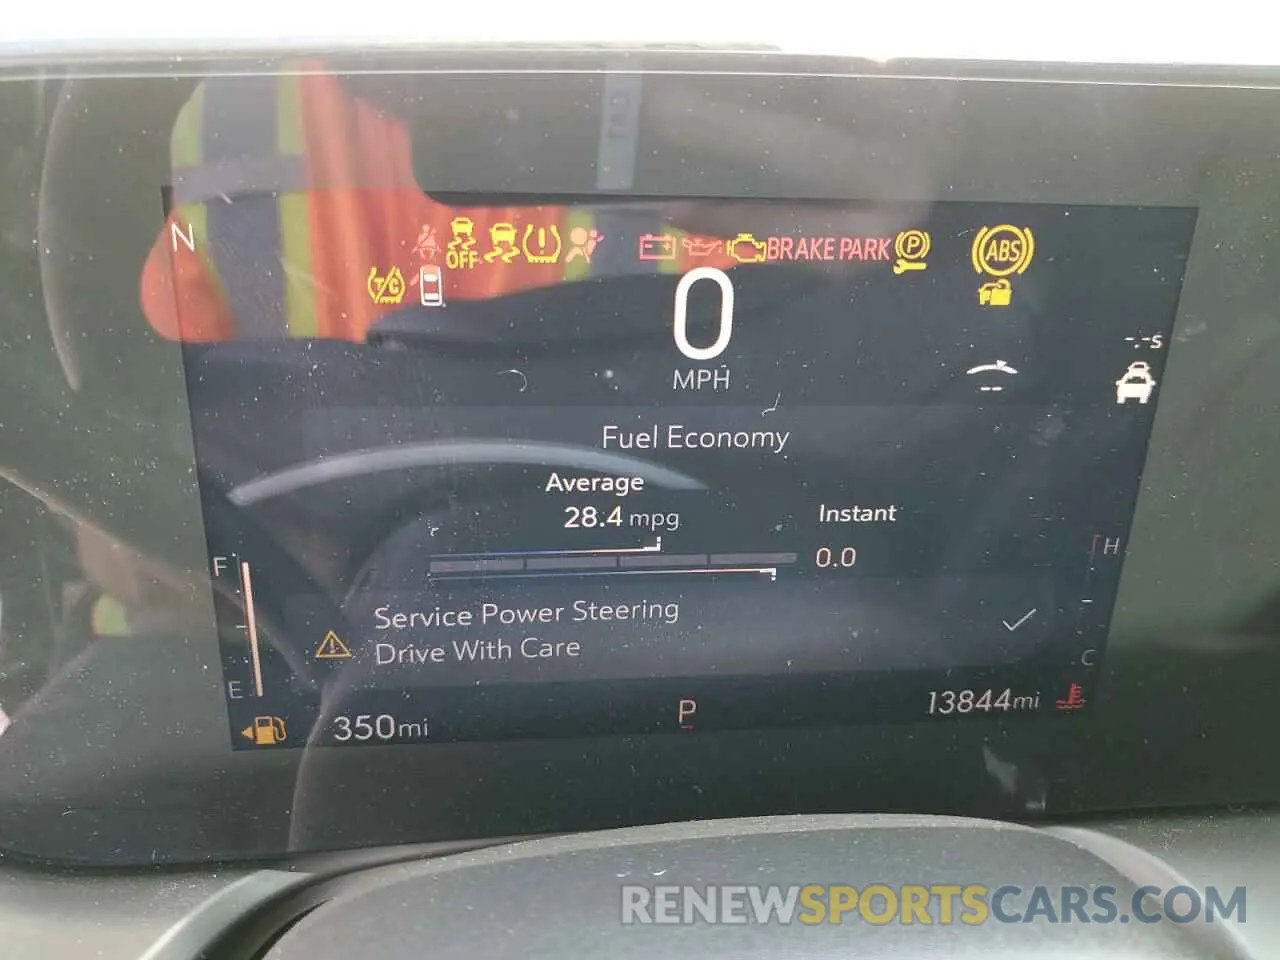 N
OFF
BRAKE PARK
P
ABS
T/C
0
MPH
-.-s
--
Fuel Economy
Average
28.4 mpg
Instant
0.0
F
H
Service Power Steering
Drive With Care
E
C
350mi
P
13844mi
RENEWSPORTSCARS.COM